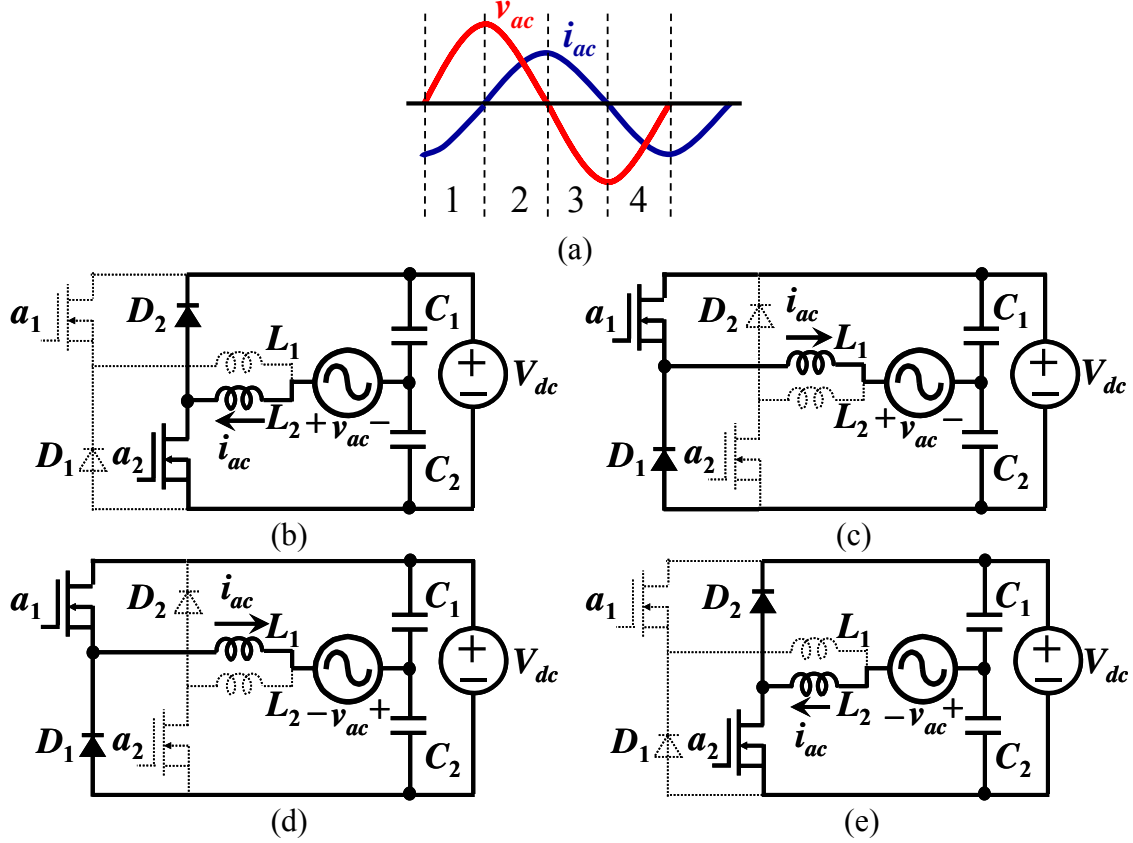 v_ac
i_ac
1 2 3 4
(a)
a_1 D_2 L_1 C_1
+ − V_dc
L_2 + v_ac −
i_ac
D_1 a_2 C_2
(b)
a_1 D_2 i_ac L_1 C_1
+ − V_dc
L_2 + v_ac −
D_1 a_2 C_2
(c)
a_1 D_2 i_ac L_1 C_1
+ − V_dc
L_2 − v_ac +
D_1 a_2 C_2
(d)
a_1 D_2 L_1 C_1
+ − V_dc
L_2 − v_ac +
i_ac
D_1 a_2 C_2
(e)